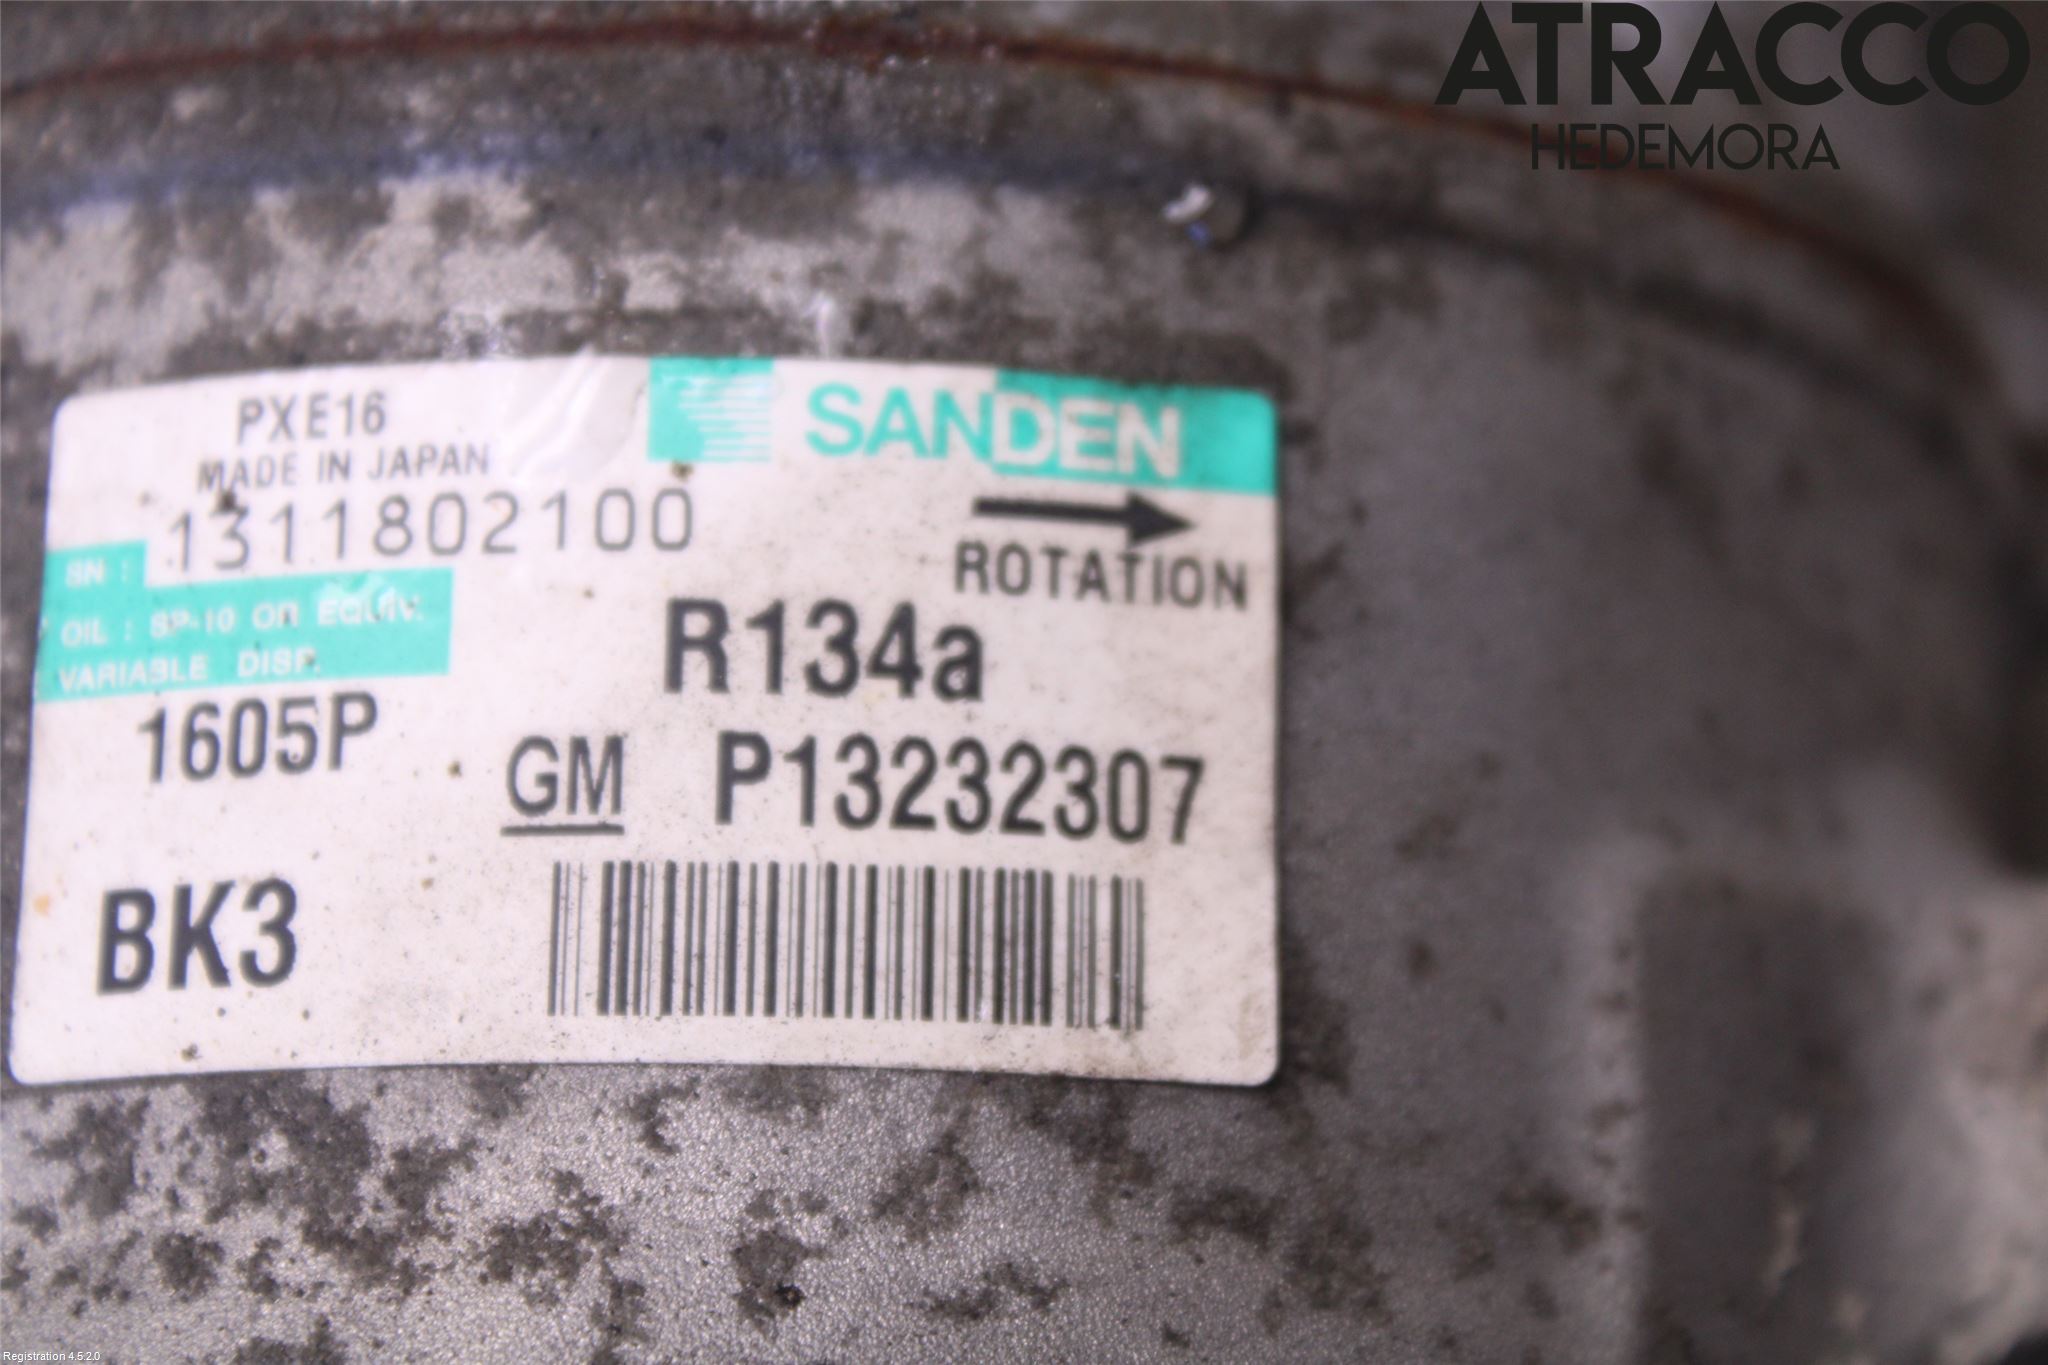 ATRACCO
HEDEMORA
PXE16
MADE IN JAPAN
SANDEN
SN : 1311802100
ROTATION
OIL : SP-10 OR EQUIV.
VARIABLE DISP.
R134a
1605P
GM P13232307
BK3
Registration 4.5.2.0